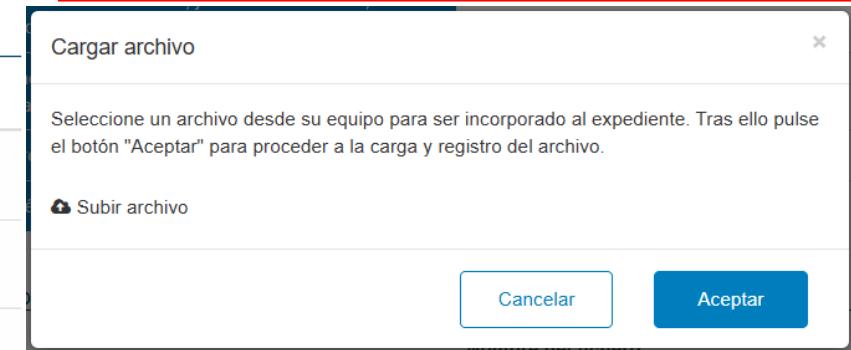 Cargar archivo
×
Seleccione un archivo desde su equipo para ser incorporado al expediente. Tras ello pulse
el botón "Aceptar" para proceder a la carga y registro del archivo.
Subir archivo
Cancelar
Aceptar